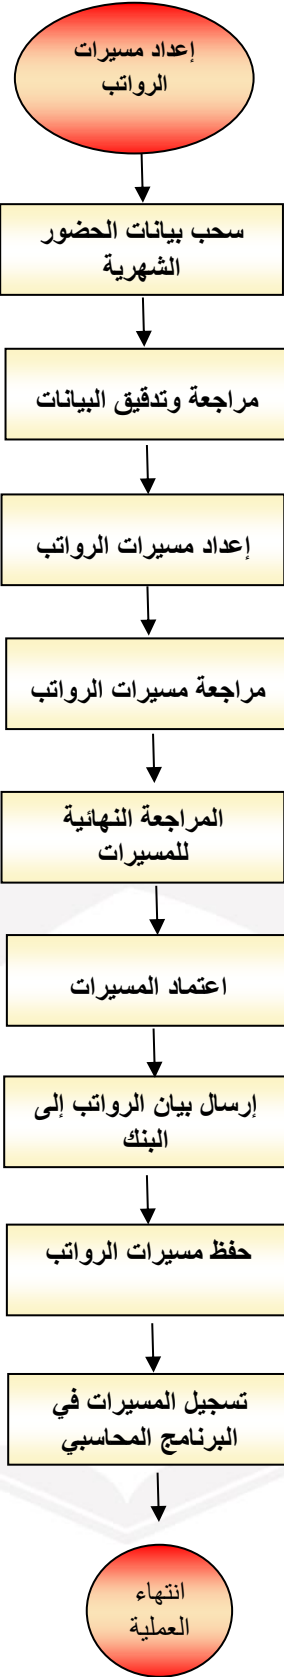 إعداد مسيرات
الرواتب
سحب بيانات الحضور
الشهرية
مراجعة وتدقيق البيانات
إعداد مسيرات الرواتب
مراجعة مسيرات الرواتب
المراجعة النهائية
للمسيرات
اعتماد المسيرات
إرسال بيان الرواتب إلى
البنك
حفظ مسيرات الرواتب
تسجيل المسيرات في
البرنامج المحاسبي
انتهاء
العملية